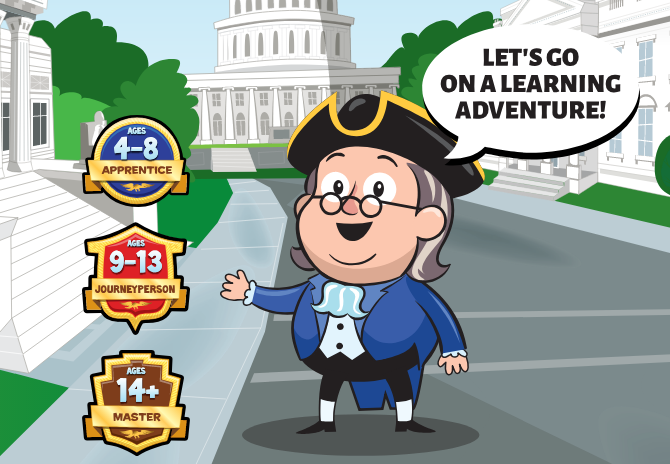 LET'S GO
ON A LEARNING
ADVENTURE!
AGES
4–8
APPRENTICE
AGES
9–13
JOURNEYPERSON
AGES
14+
MASTER